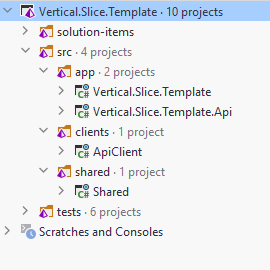 Vertical.Slice.Template · 10 projects
solution-items
src · 4 projects
app · 2 projects
C# Vertical.Slice.Template
C# Vertical.Slice.Template.Api
clients · 1 project
C# ApiClient
shared · 1 project
C# Shared
tests · 6 projects
Scratches and Consoles